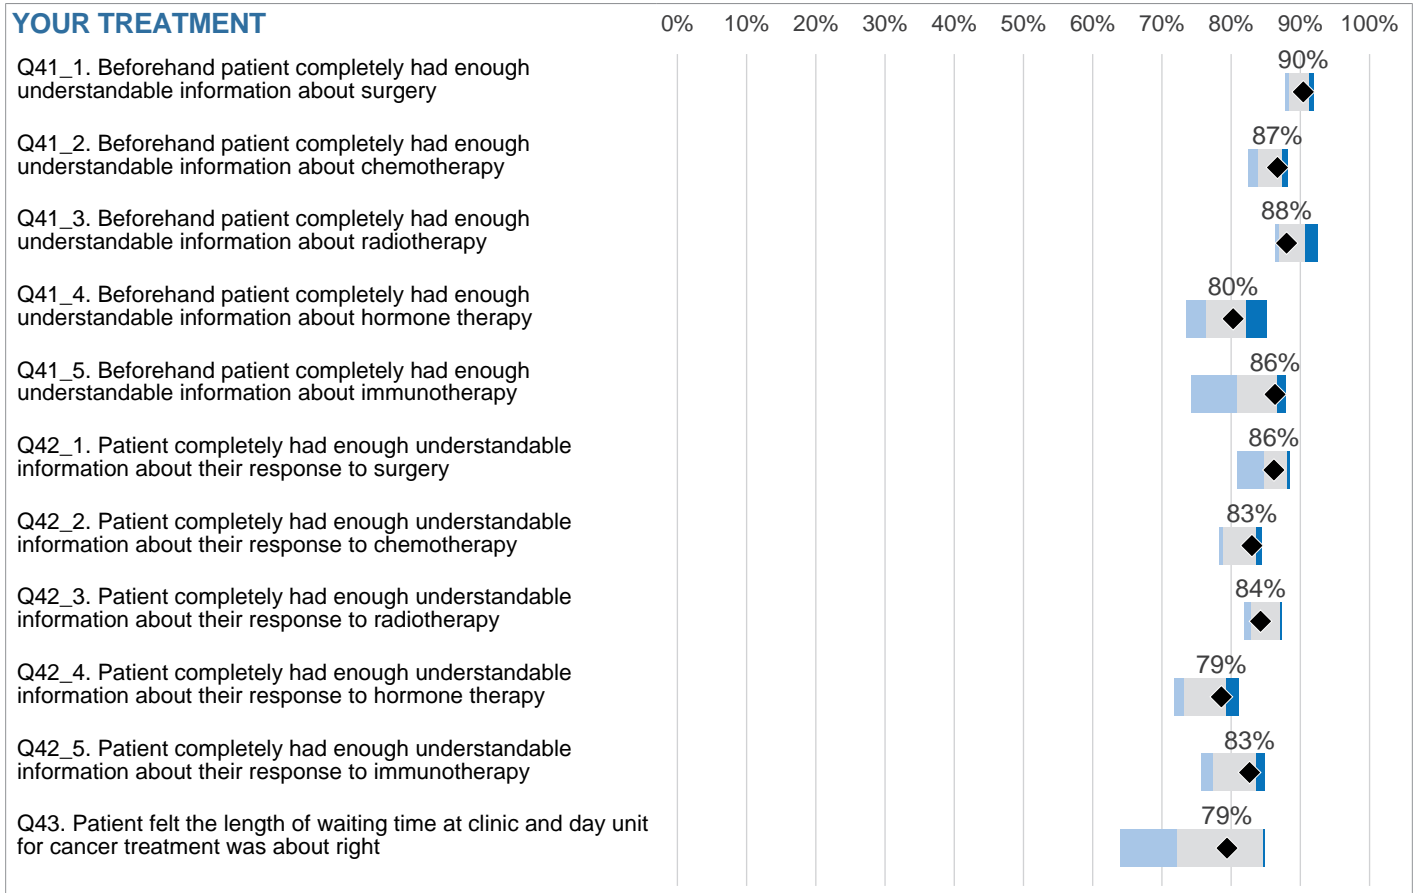 YOUR TREATMENT
0% 10% 20% 30% 40% 50% 60% 70% 80% 90% 100%
Q41_1. Beforehand patient completely had enough
understandable information about surgery
90%
Q41_2. Beforehand patient completely had enough
understandable information about chemotherapy
87%
Q41_3. Beforehand patient completely had enough
understandable information about radiotherapy
88%
Q41_4. Beforehand patient completely had enough
understandable information about hormone therapy
80%
Q41_5. Beforehand patient completely had enough
understandable information about immunotherapy
86%
Q42_1. Patient completely had enough understandable
information about their response to surgery
86%
Q42_2. Patient completely had enough understandable
information about their response to chemotherapy
83%
Q42_3. Patient completely had enough understandable
information about their response to radiotherapy
84%
Q42_4. Patient completely had enough understandable
information about their response to hormone therapy
79%
Q42_5. Patient completely had enough understandable
information about their response to immunotherapy
83%
Q43. Patient felt the length of waiting time at clinic and day unit
for cancer treatment was about right
79%